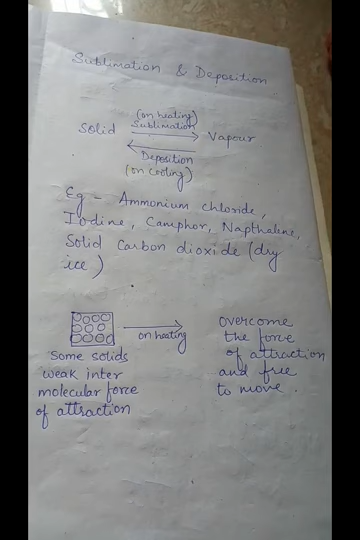 Sublimation & Deposition
(on heating)
Solid Sublimation Vapour
Deposition
(on cooling)
Eg - Ammonium chloride,
Iodine, Camphor, Napthalene,
Solid Carbon dioxide (dry
ice)
on heating
Some solids
weak inter
molecular force
of attraction
overcome
the force
of attraction
and free
to move.